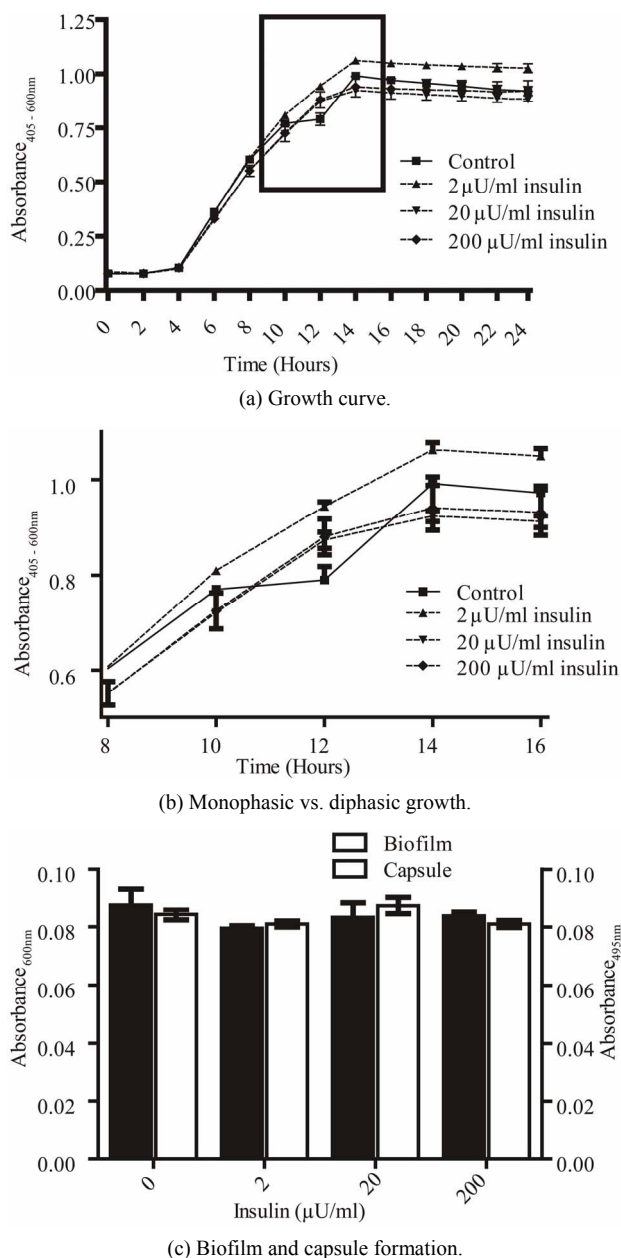 1.25
1.00
0.75
0.50
0.25
0.00
Absorbance405 - 600nm
Control
2 µU/ml insulin
20 µU/ml insulin
200 µU/ml insulin
0 2 4 6 8 10 12 14 16 18 20 22 24
Time (Hours)
(a) Growth curve.
1.0
0.8
0.6
Absorbance405 - 600nm
Control
2 µU/ml insulin
20 µU/ml insulin
200 µU/ml insulin
8 10 12 14 16
Time (Hours)
(b) Monophasic vs. diphasic growth.
Biofilm
Capsule
0.10 0.10
0.08 0.08
0.06 0.06
0.04 0.04
0.02 0.02
0.00 0.00
Absorbance600nm
Absorbance495nm
0 2 20 200
Insulin (µU/ml)
(c) Biofilm and capsule formation.